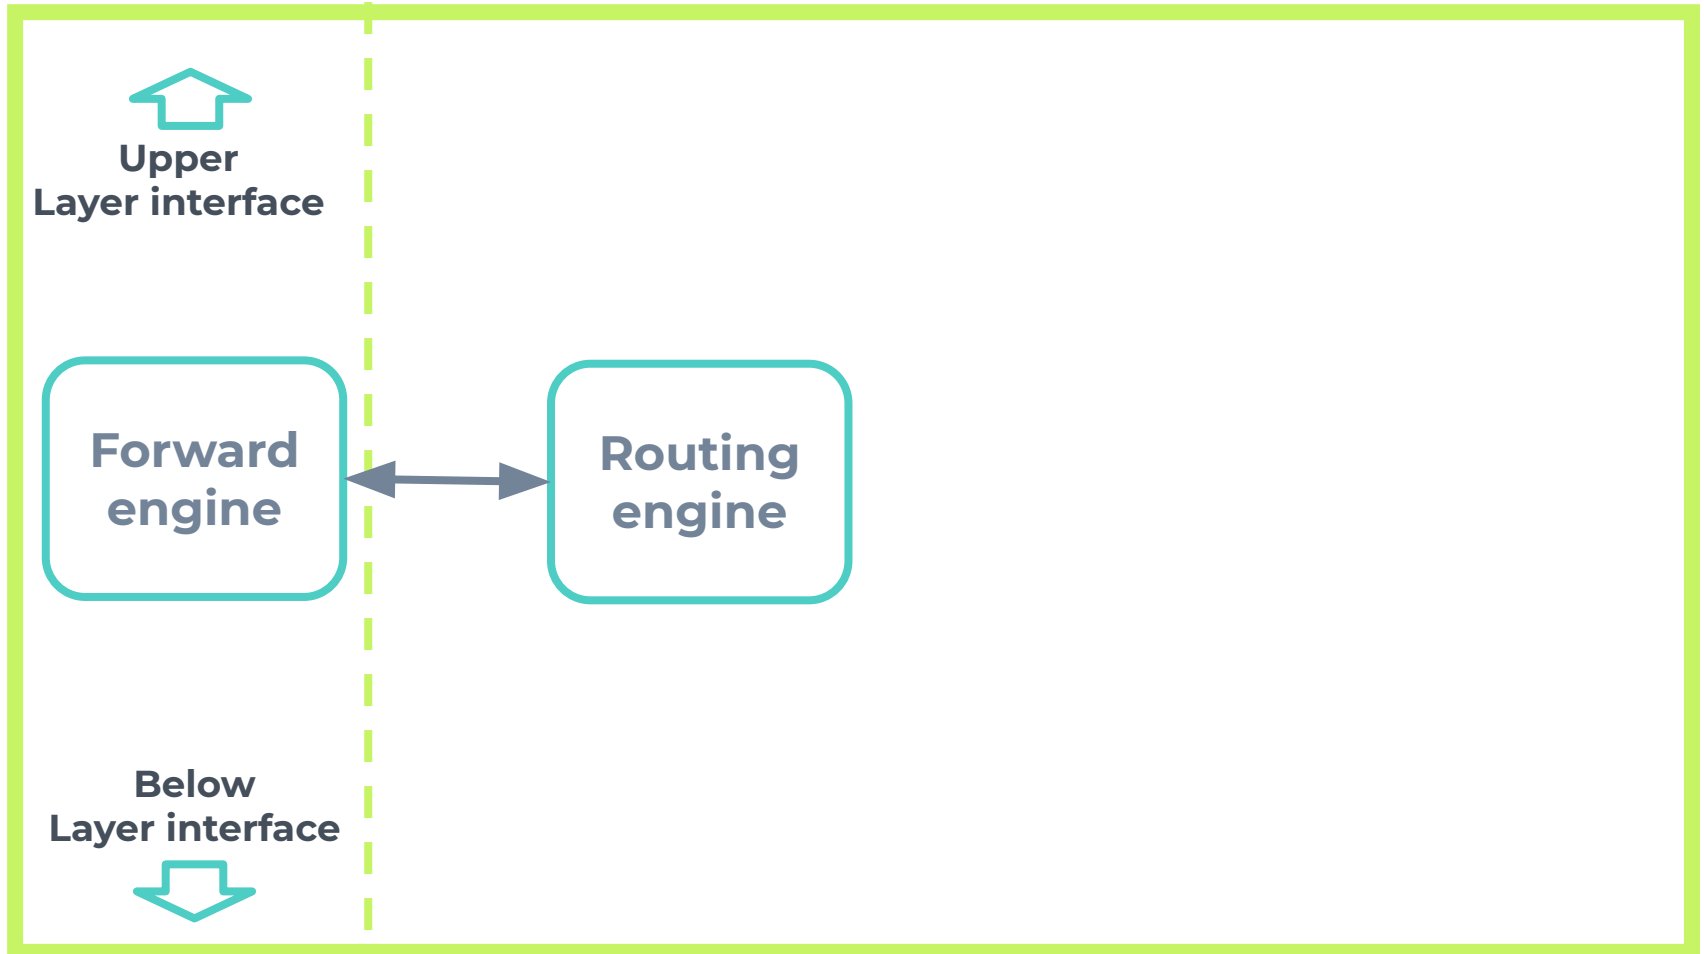 Upper
Layer interface
Forward
engine
Routing
engine
Below
Layer interface